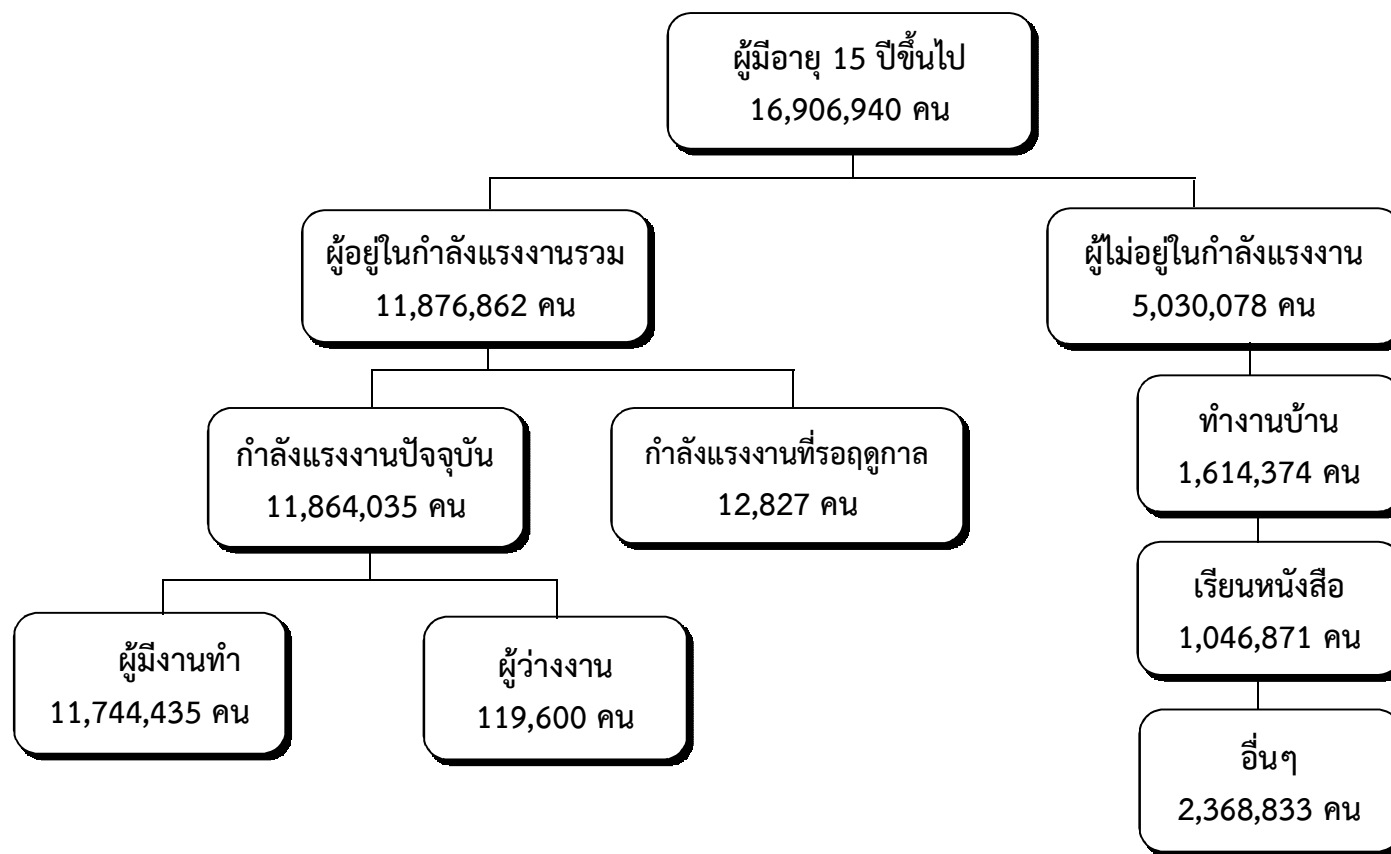 ผู้มีอายุ 15 ปีขึ้นไป
16,906,940 คน
ผู้อยู่ในกำลังแรงงานรวม
11,876,862 คน
ผู้ไม่อยู่ในกำลังแรงงาน
5,030,078 คน
กำลังแรงงานปัจจุบัน
11,864,035 คน
กำลังแรงงานที่รอฤดูกาล
12,827 คน
ทำงานบ้าน
1,614,374 คน
เรียนหนังสือ
1,046,871 คน
ผู้มีงานทำ
11,744,435 คน
ผู้ว่างงาน
119,600 คน
อื่นๆ
2,368,833 คน